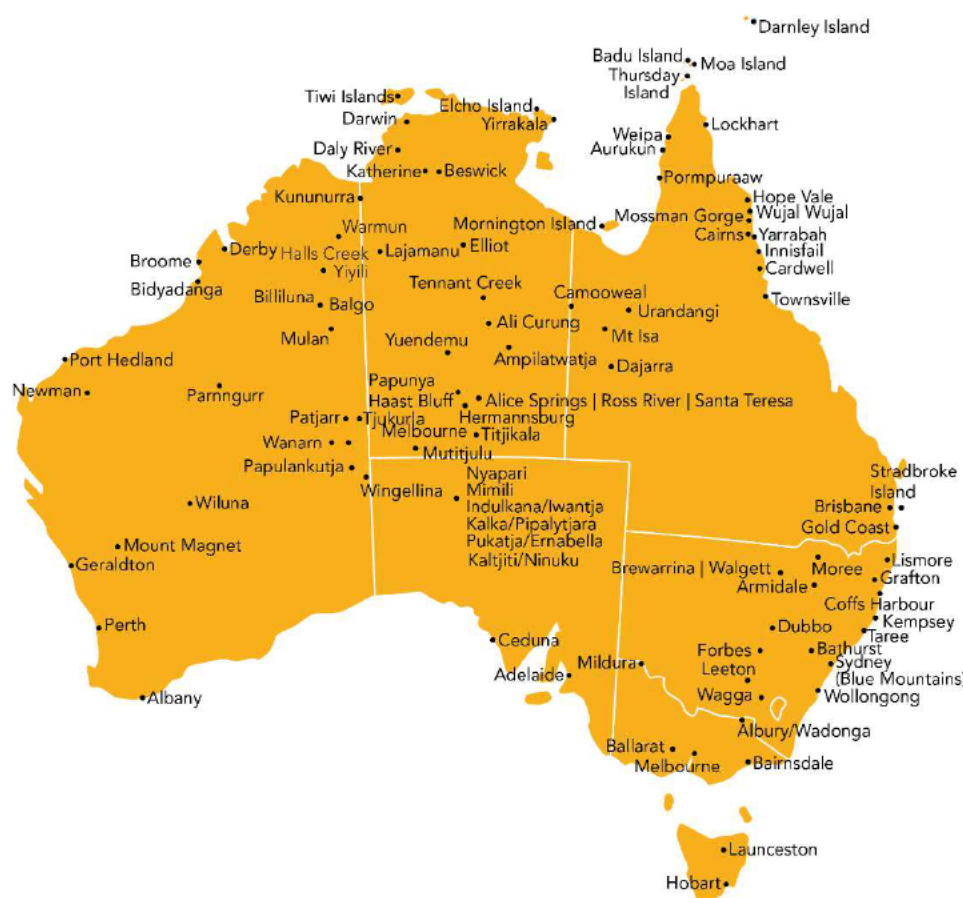 Darnley Island
Badu Island
Moa Island
Thursday
Island
Tiwi Islands
Elcho Island
Darwin
Yirrakala
Lockhart
Weipa
Daly River
Aurukun
Katherine
Beswick
Pormpuraaw
Kununurra
Hope Vale
Mornington Island
Mossman Gorge
Wujal Wujal
Warmun
Cairns
Yarrabah
Derby
Halls Creek
Lajamanu
Elliot
Innisfail
Broome
Yiyili
Cardwell
Bidyadanga
Tennant Creek
Billiluna
Balgo
Camooweal
Townsville
Urandangi
Ali Curung
Mulan
Yuendemu
Mt Isa
Ampilatwatja
Port Hedland
Dajarra
Newman
Parnngurr
Papunya
Haast Bluff
Alice Springs | Ross River | Santa Teresa
Patjarr
Tjukurla
Hermannsburg
Melbourne
Titjikala
Wanarn
Mutitjulu
Papulankutja
Nyapari
Stradbroke
Island
Wingellina
Mimili
Wiluna
Indulkana/Iwantja
Brisbane
Kalka/Pipalytjara
Gold Coast
Pukatja/Ernabella
Mount Magnet
Kaltjiti/Ninuku
Geraldton
Brewarrina | Walgett
Moree
Lismore
Armidale
Grafton
Coffs Harbour
Perth
Dubbo
Kempsey
Taree
Ceduna
Forbes
Bathurst
Adelaide
Mildura
Leeton
Sydney
(Blue Mountains)
Albany
Wagga
Wollongong
Albury/Wadonga
Ballarat
Melbourne
Bairnsdale
Launceston
Hobart